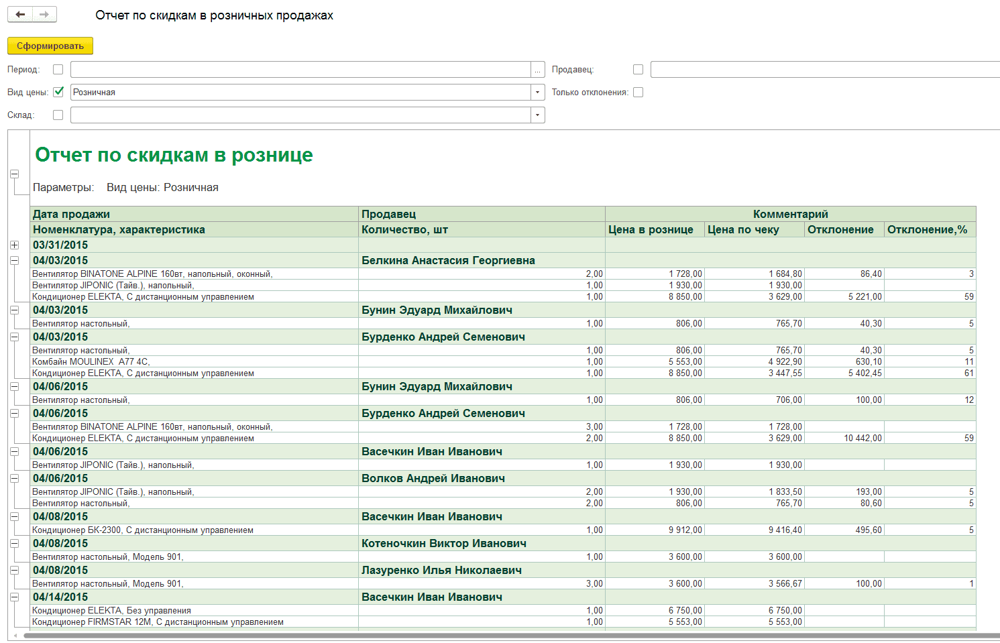 Отчет по скидкам в розничных продажах
Сформировать
Период: ... Продавец:
Вид цены: Розничная Только отклонения:
Склад:
Отчет по скидкам в рознице
Параметры: Вид цены: Розничная
Дата продажи Продавец Комментарий
Номенклатура, характеристика Количество, шт Цена в рознице Цена по чеку Отклонение Отклонение,%
03/31/2015
04/03/2015 Белкина Анастасия Георгиевна
Вентилятор BINATONE ALPINE 160вт, напольный, оконный, 2,00 1 728,00 1 684,80 86,40 3
Вентилятор JIPONIC (Тайв.), напольный, 1,00 1 930,00 1 930,00
Кондиционер ELEKTA, С дистанционным управлением 1,00 8 850,00 3 629,00 5 221,00 59
04/03/2015 Бунин Эдуард Михайлович
Вентилятор настольный, 1,00 806,00 765,70 40,30 5
04/03/2015 Бурденко Андрей Семенович
Вентилятор настольный, 1,00 806,00 765,70 40,30 5
Комбайн MOULINEX A77 4C, 1,00 5 553,00 4 922,90 630,10 11
Кондиционер ELEKTA, С дистанционным управлением 1,00 8 850,00 3 447,55 5 402,45 61
04/06/2015 Бунин Эдуард Михайлович
Вентилятор настольный, 1,00 806,00 706,00 100,00 12
04/06/2015 Бурденко Андрей Семенович
Вентилятор BINATONE ALPINE 160вт, напольный, оконный, 3,00 1 728,00 1 728,00
Кондиционер ELEKTA, С дистанционным управлением 2,00 8 850,00 3 629,00 10 442,00 59
04/06/2015 Васечкин Иван Иванович
Вентилятор JIPONIC (Тайв.), напольный, 1,00 1 930,00 1 930,00
04/06/2015 Волков Андрей Иванович
Вентилятор JIPONIC (Тайв.), напольный, 2,00 1 930,00 1 833,50 193,00 5
Вентилятор настольный, 2,00 806,00 765,70 80,60 5
04/08/2015 Васечкин Иван Иванович
Кондиционер БК-2300, С дистанционным управлением 1,00 9 912,00 9 416,40 495,60 5
04/08/2015 Котеночкин Виктор Иванович
Вентилятор настольный, Модель 901, 1,00 3 600,00 3 600,00
04/08/2015 Лазуренко Илья Николаевич
Вентилятор настольный, Модель 901, 3,00 3 600,00 3 566,67 100,00 1
04/14/2015 Васечкин Иван Иванович
Кондиционер ELEKTA, Без управления 1,00 6 750,00 6 750,00
Кондиционер FIRMSTAR 12М, С дистанционным управлением 1,00 5 553,00 5 553,00